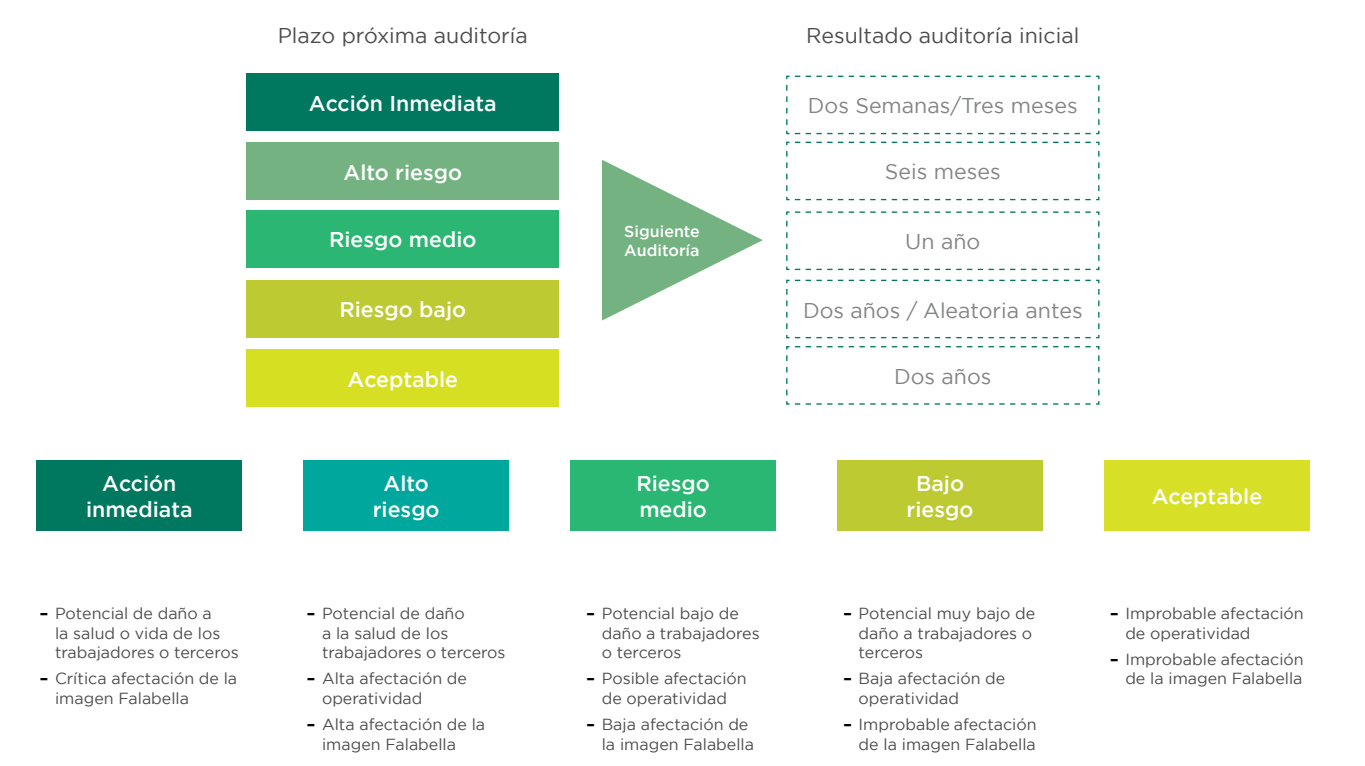 Plazo próxima auditoría
Resultado auditoría inicial
Acción Inmediata
Dos Semanas/Tres meses
Alto riesgo
Seis meses
Riesgo medio
Un año
Riesgo bajo
Dos años / Aleatoria antes
Aceptable
Dos años
Siguiente
Auditoría
Acción
inmediata
- Potencial de daño a
la salud o vida de los
trabajadores o terceros
- Crítica afectación de la
imagen Falabella
Alto
riesgo
- Potencial de daño
a la salud de los
trabajadores o terceros
- Alta afectación de
operatividad
- Alta afectación de la
imagen Falabella
Riesgo
medio
- Potencial bajo de
daño a trabajadores
o terceros
- Posible afectación
de operatividad
- Baja afectación de
la imagen Falabella
Bajo
riesgo
- Potencial muy bajo de
daño a trabajadores o
terceros
- Baja afectación de
operatividad
- Improbable afectación
de la imagen Falabella
Aceptable
- Improbable afectación
de operatividad
- Improbable afectación
de la imagen Falabella